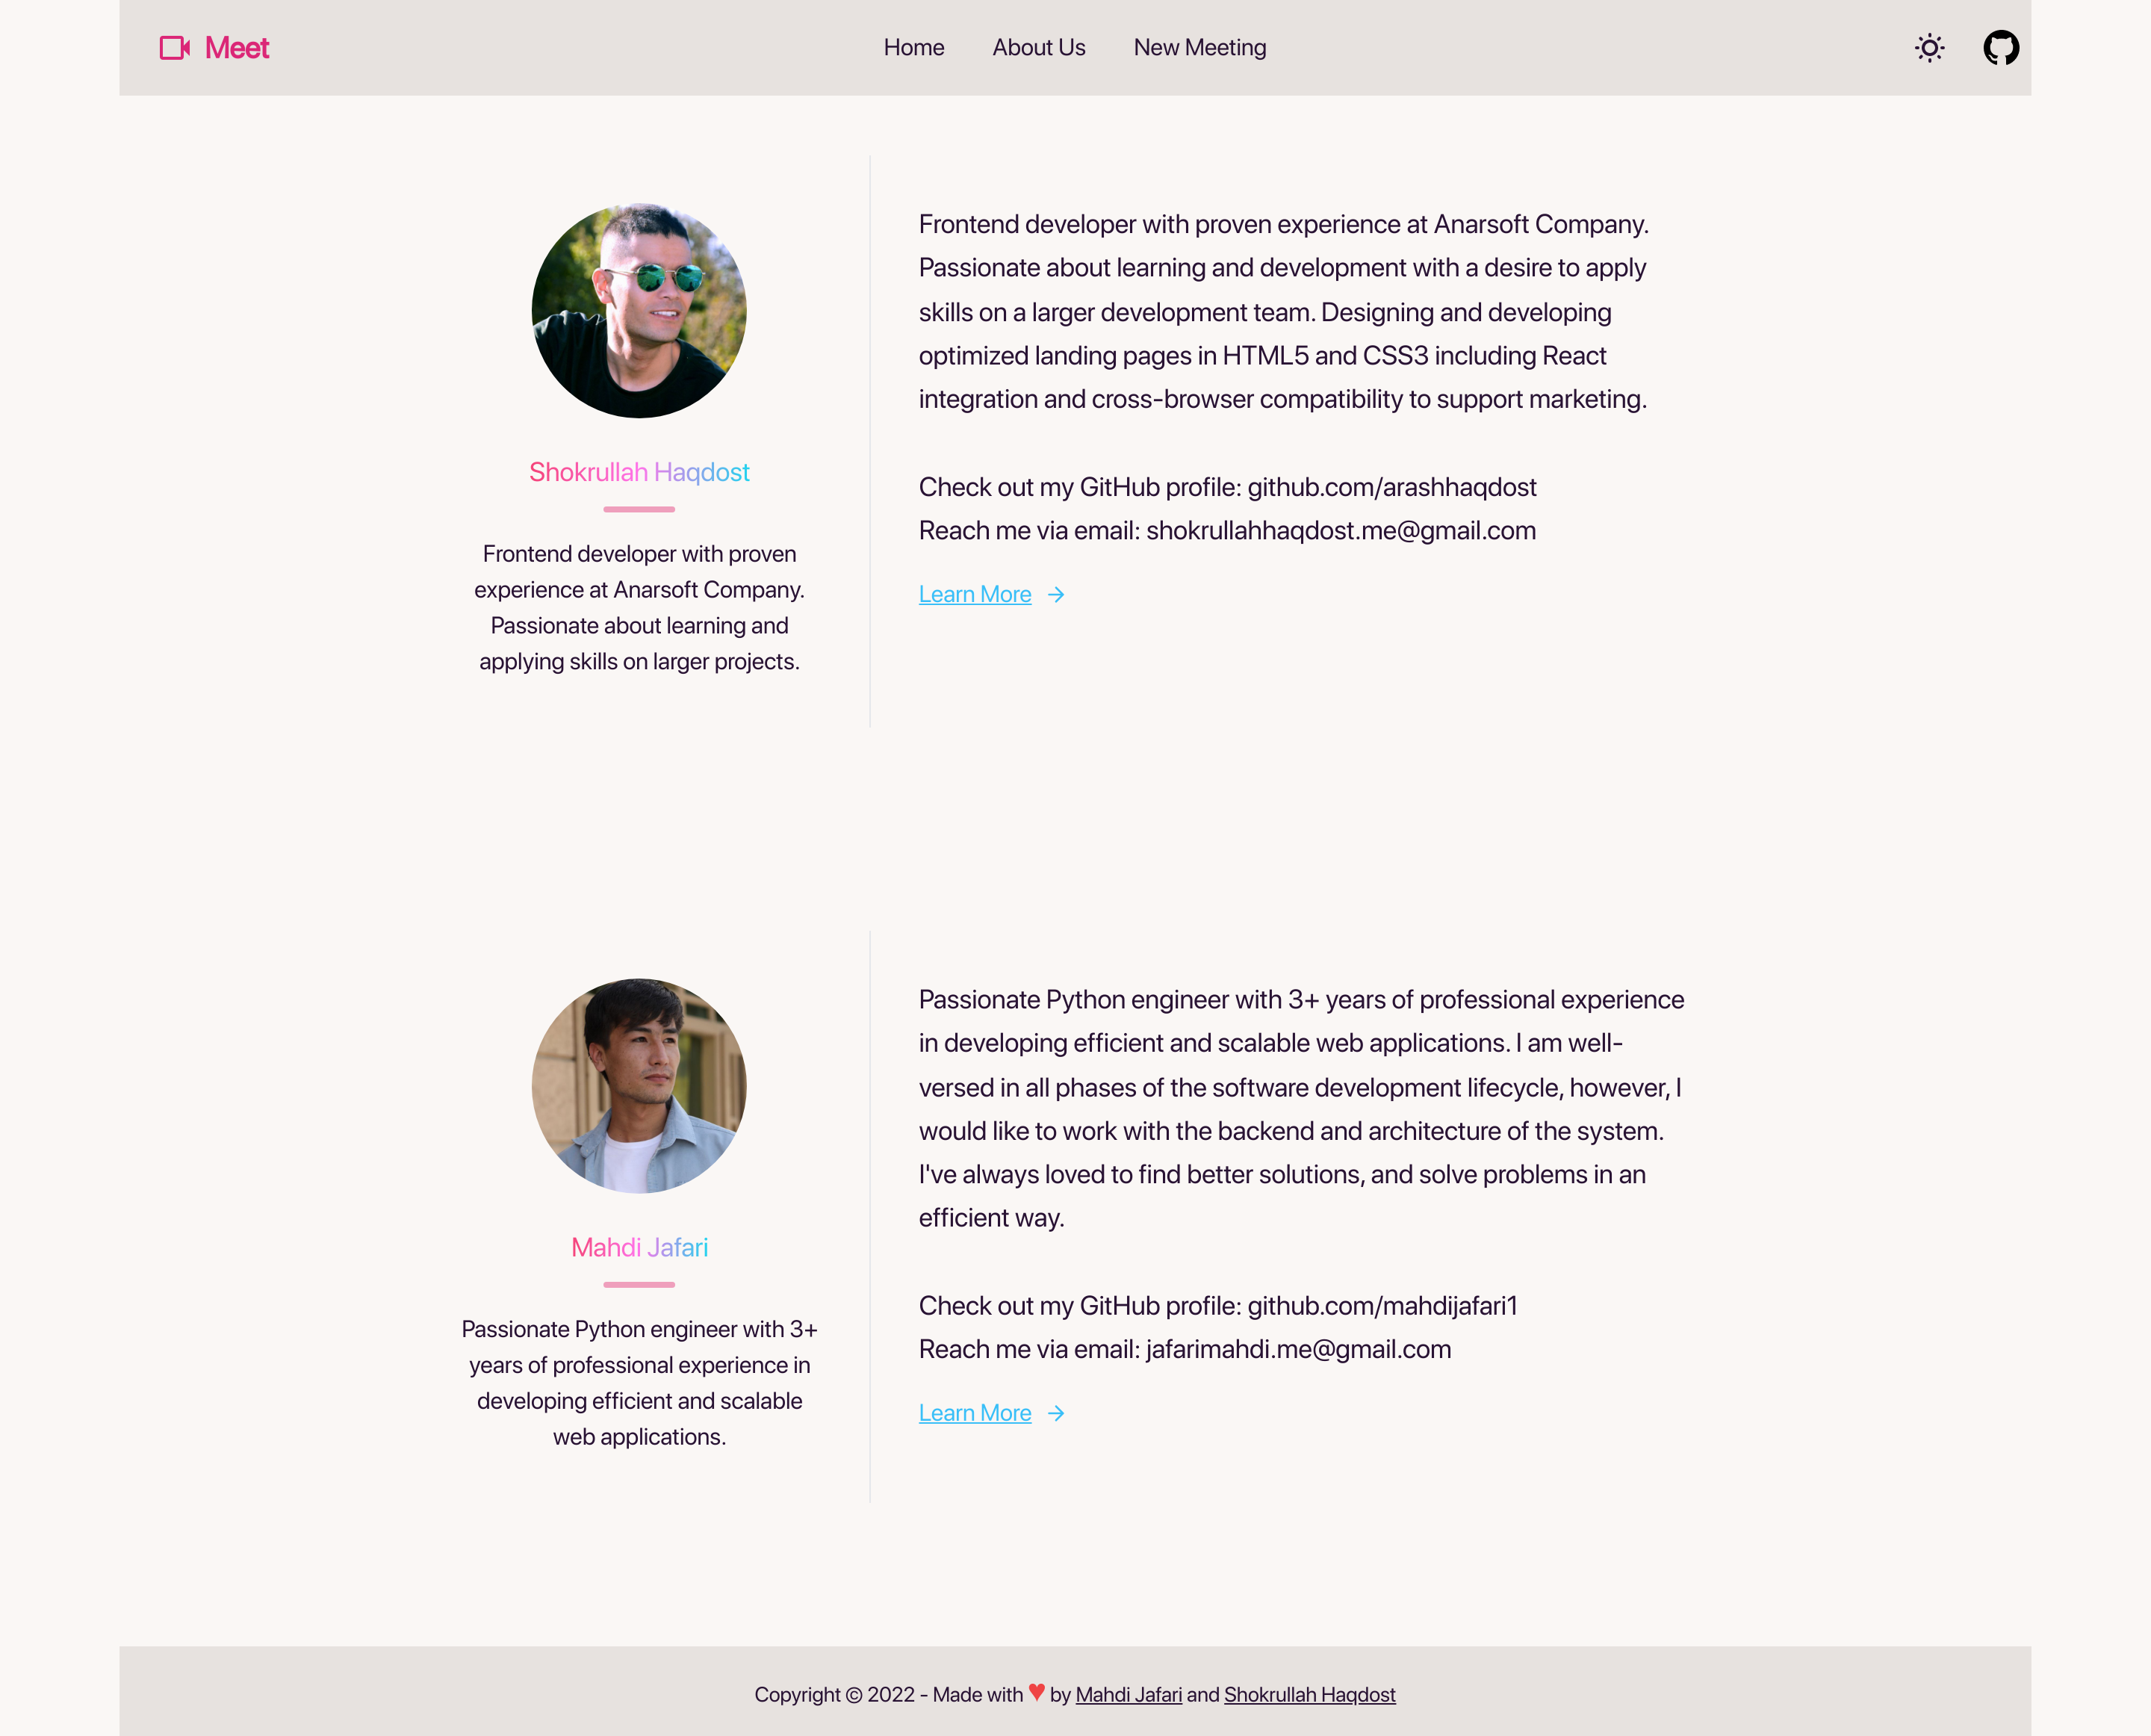 Meet
Home
About Us
New Meeting
Shokrullah Haqdost
Frontend developer with proven
experience at Anarsoft Company.
Passionate about learning and
applying skills on larger projects.
Frontend developer with proven experience at Anarsoft Company.
Passionate about learning and development with a desire to apply
skills on a larger development team. Designing and developing
optimized landing pages in HTML5 and CSS3 including React
integration and cross-browser compatibility to support marketing.
Check out my GitHub profile: github.com/arashhaqdost
Reach me via email: shokrullahhaqdost.me@gmail.com
Learn More
Mahdi Jafari
Passionate Python engineer with 3+
years of professional experience in
developing efficient and scalable
web applications.
Passionate Python engineer with 3+ years of professional experience
in developing efficient and scalable web applications. I am well-
versed in all phases of the software development lifecycle, however, I
would like to work with the backend and architecture of the system.
I've always loved to find better solutions, and solve problems in an
efficient way.
Check out my GitHub profile: github.com/mahdijafari1
Reach me via email: jafarimahdi.me@gmail.com
Learn More
Copyright © 2022 - Made with ♥ by Mahdi Jafari and Shokrullah Haqdost